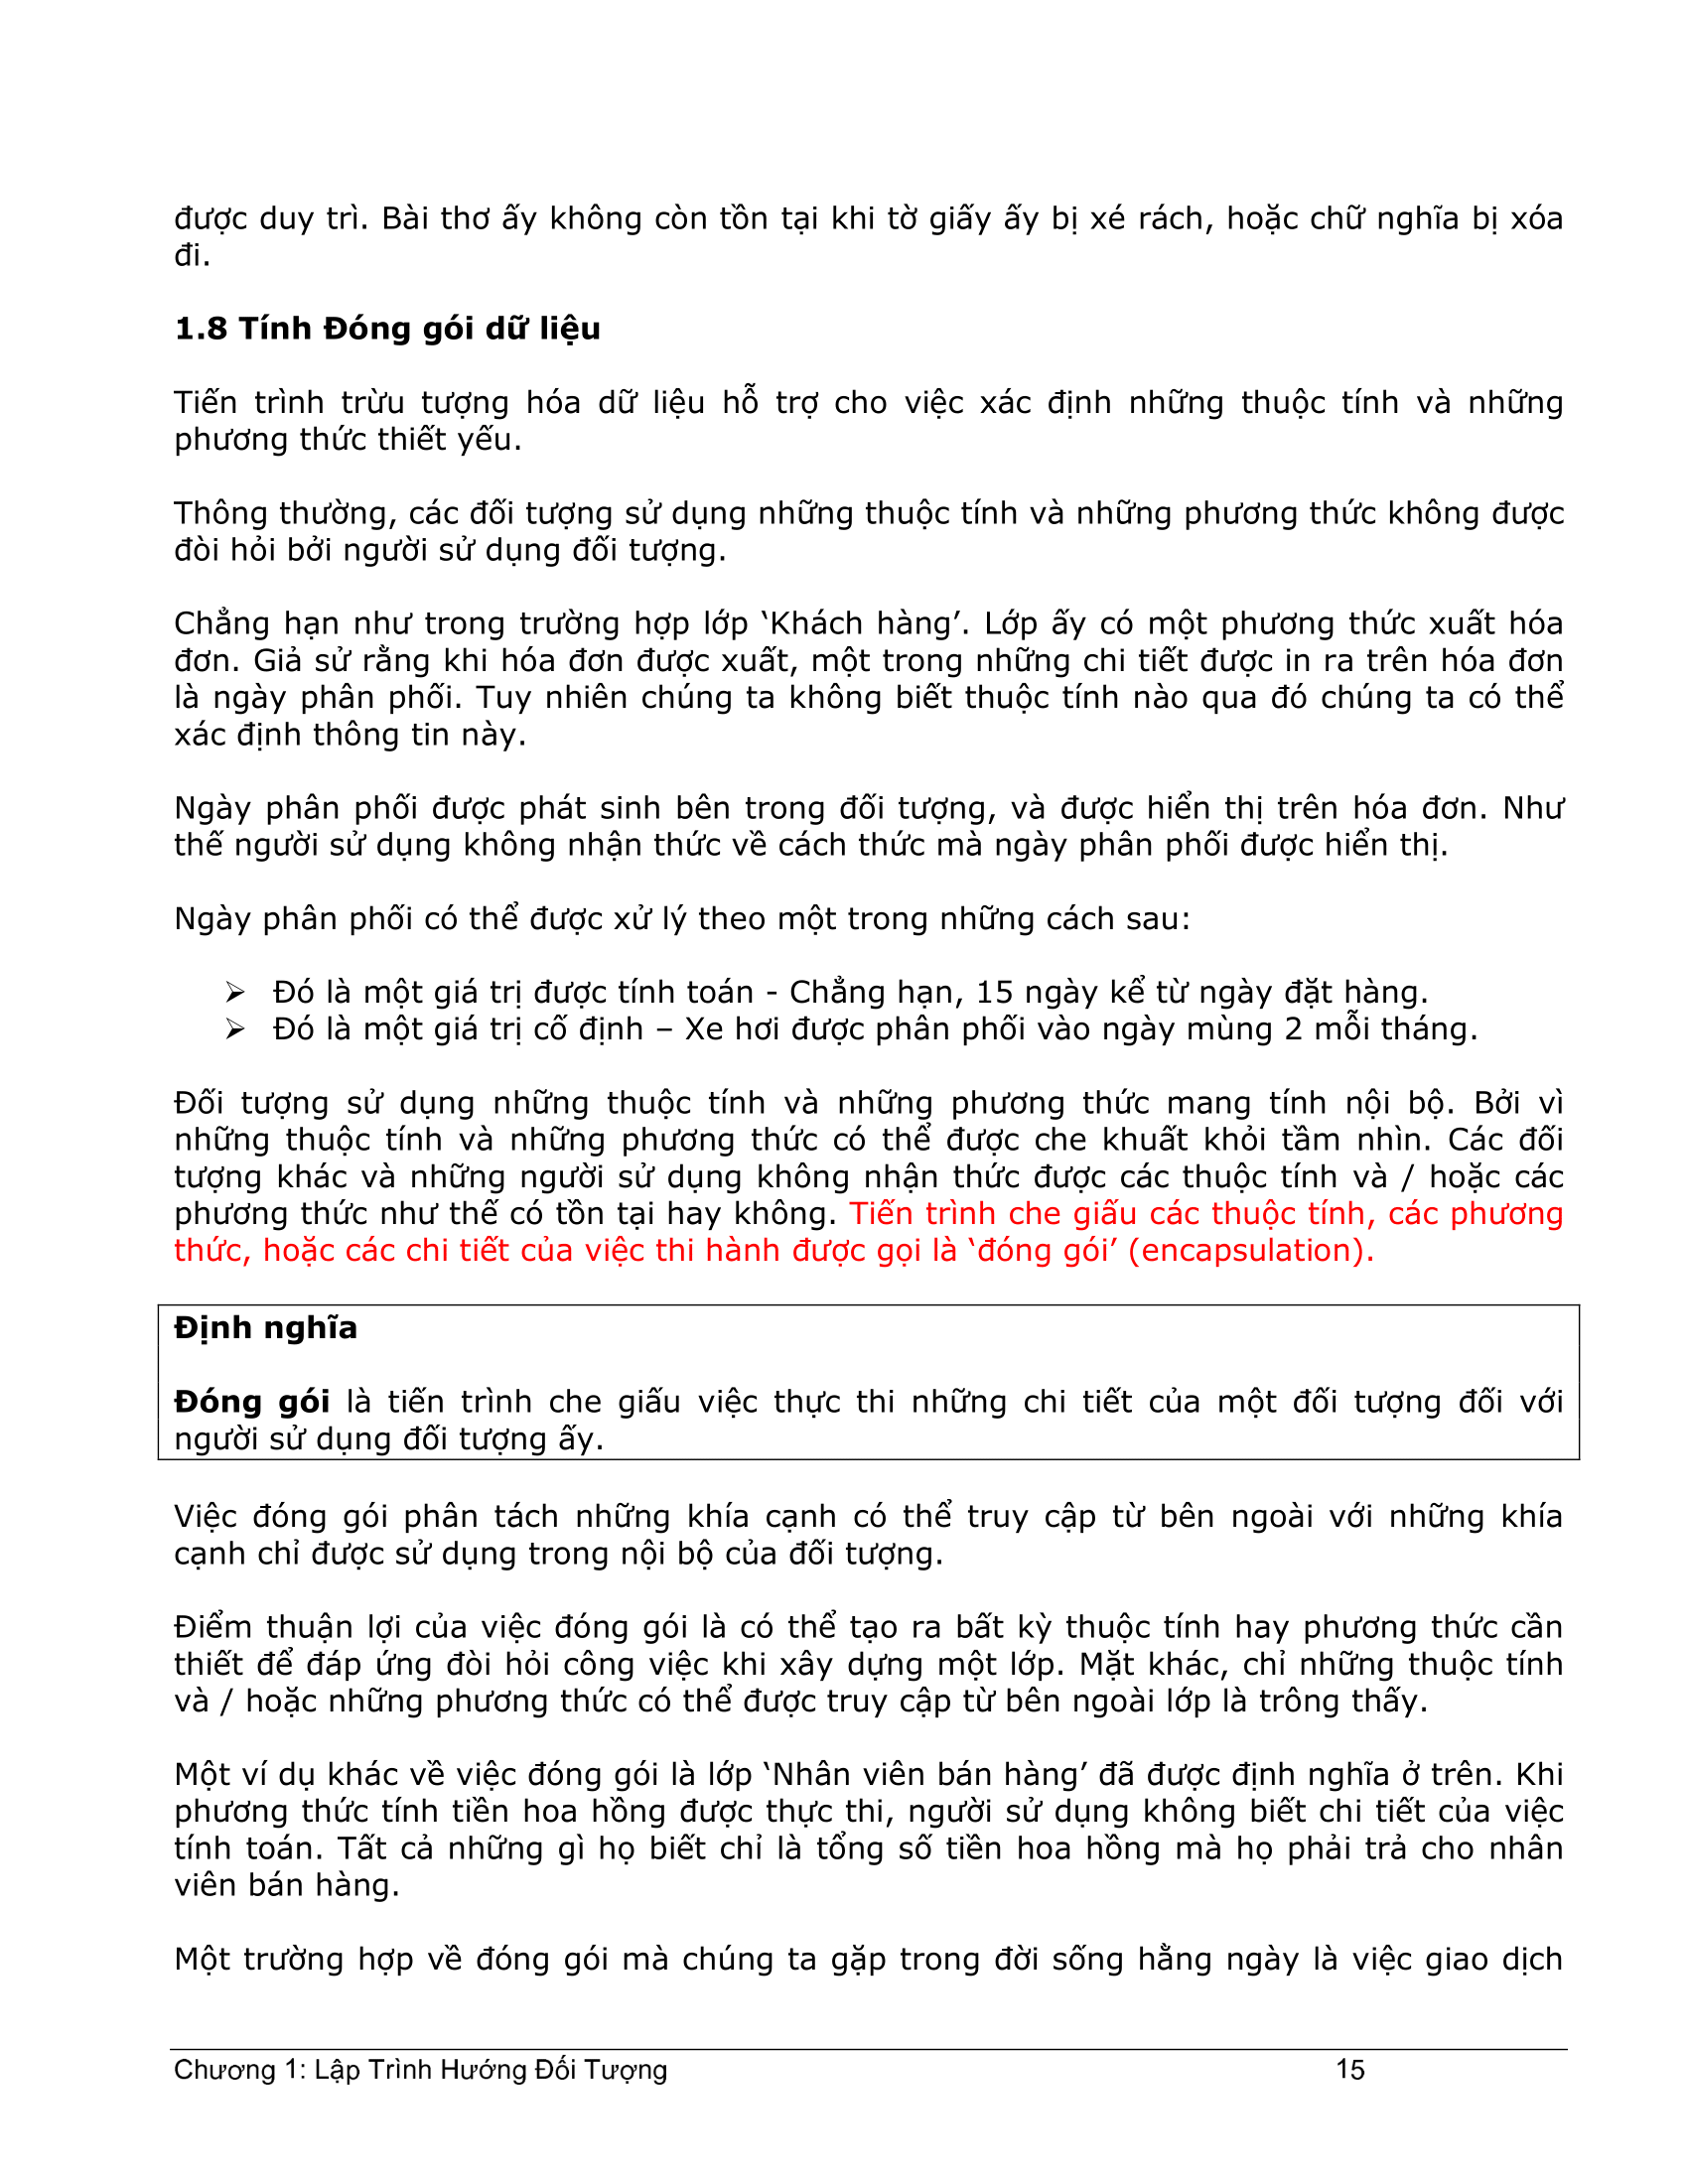 được duy trì. Bài thơ ấy không còn tồn tại khi tờ giấy ấy bị xé rách, hoặc chữ nghĩa bị xóa
đi.
1.8 Tính Đóng gói dữ liệu
Tiến trình trừu tượng hóa dữ liệu hỗ trợ cho việc xác định những thuộc tính và những
phương thức thiết yếu.
Thông thường, các đối tượng sử dụng những thuộc tính và những phương thức không được
đòi hỏi bởi người sử dụng đối tượng.
Chẳng hạn như trong trường hợp lớp ‘Khách hàng’. Lớp ấy có một phương thức xuất hóa
đơn. Giả sử rằng khi hóa đơn được xuất, một trong những chi tiết được in ra trên hóa đơn
là ngày phân phối. Tuy nhiên chúng ta không biết thuộc tính nào qua đó chúng ta có thể
xác định thông tin này.
Ngày phân phối được phát sinh bên trong đối tượng, và được hiển thị trên hóa đơn. Như
thế người sử dụng không nhận thức về cách thức mà ngày phân phối được hiển thị.
Ngày phân phối có thể được xử lý theo một trong những cách sau:
➢ Đó là một giá trị được tính toán - Chẳng hạn, 15 ngày kể từ ngày đặt hàng.
➢ Đó là một giá trị cố định – Xe hơi được phân phối vào ngày mùng 2 mỗi tháng.
Đối tượng sử dụng những thuộc tính và những phương thức mang tính nội bộ. Bởi vì
những thuộc tính và những phương thức có thể được che khuất khỏi tầm nhìn. Các đối
tượng khác và những người sử dụng không nhận thức được các thuộc tính và / hoặc các
phương thức như thế có tồn tại hay không. Tiến trình che giấu các thuộc tính, các phương
thức, hoặc các chi tiết của việc thi hành được gọi là ‘đóng gói’ (encapsulation).
Định nghĩa
Đóng gói là tiến trình che giấu việc thực thi những chi tiết của một đối tượng đối với
người sử dụng đối tượng ấy.
Việc đóng gói phân tách những khía cạnh có thể truy cập từ bên ngoài với những khía
cạnh chỉ được sử dụng trong nội bộ của đối tượng.
Điểm thuận lợi của việc đóng gói là có thể tạo ra bất kỳ thuộc tính hay phương thức cần
thiết để đáp ứng đòi hỏi công việc khi xây dựng một lớp. Mặt khác, chỉ những thuộc tính
và / hoặc những phương thức có thể được truy cập từ bên ngoài lớp là trông thấy.
Một ví dụ khác về việc đóng gói là lớp ‘Nhân viên bán hàng’ đã được định nghĩa ở trên. Khi
phương thức tính tiền hoa hồng được thực thi, người sử dụng không biết chi tiết của việc
tính toán. Tất cả những gì họ biết chỉ là tổng số tiền hoa hồng mà họ phải trả cho nhân
viên bán hàng.
Một trường hợp về đóng gói mà chúng ta gặp trong đời sống hằng ngày là việc giao dịch
Chương 1: Lập Trình Hướng Đối Tượng 15